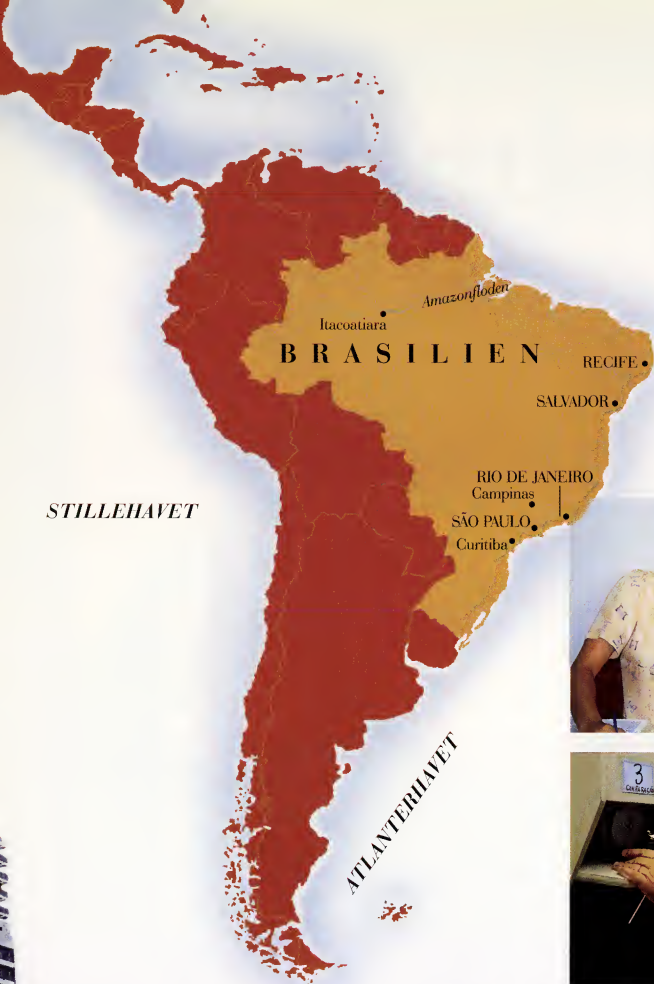 Amazonfloden
Itacoatiara
BRASILIEN
RECIFE
SALVADOR
RIO DE JANEIRO
Campinas
STILLEHAVET
SÃO PAULO
Curitiba
ATLANTERHAVET
3